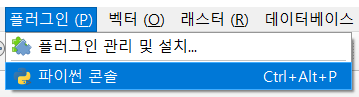 플러그인 (P) 벡터 (O) 래스터 (R) 데이터베이스
플러그인 관리 및 설치...
파이썬 콘솔 Ctrl+Alt+P